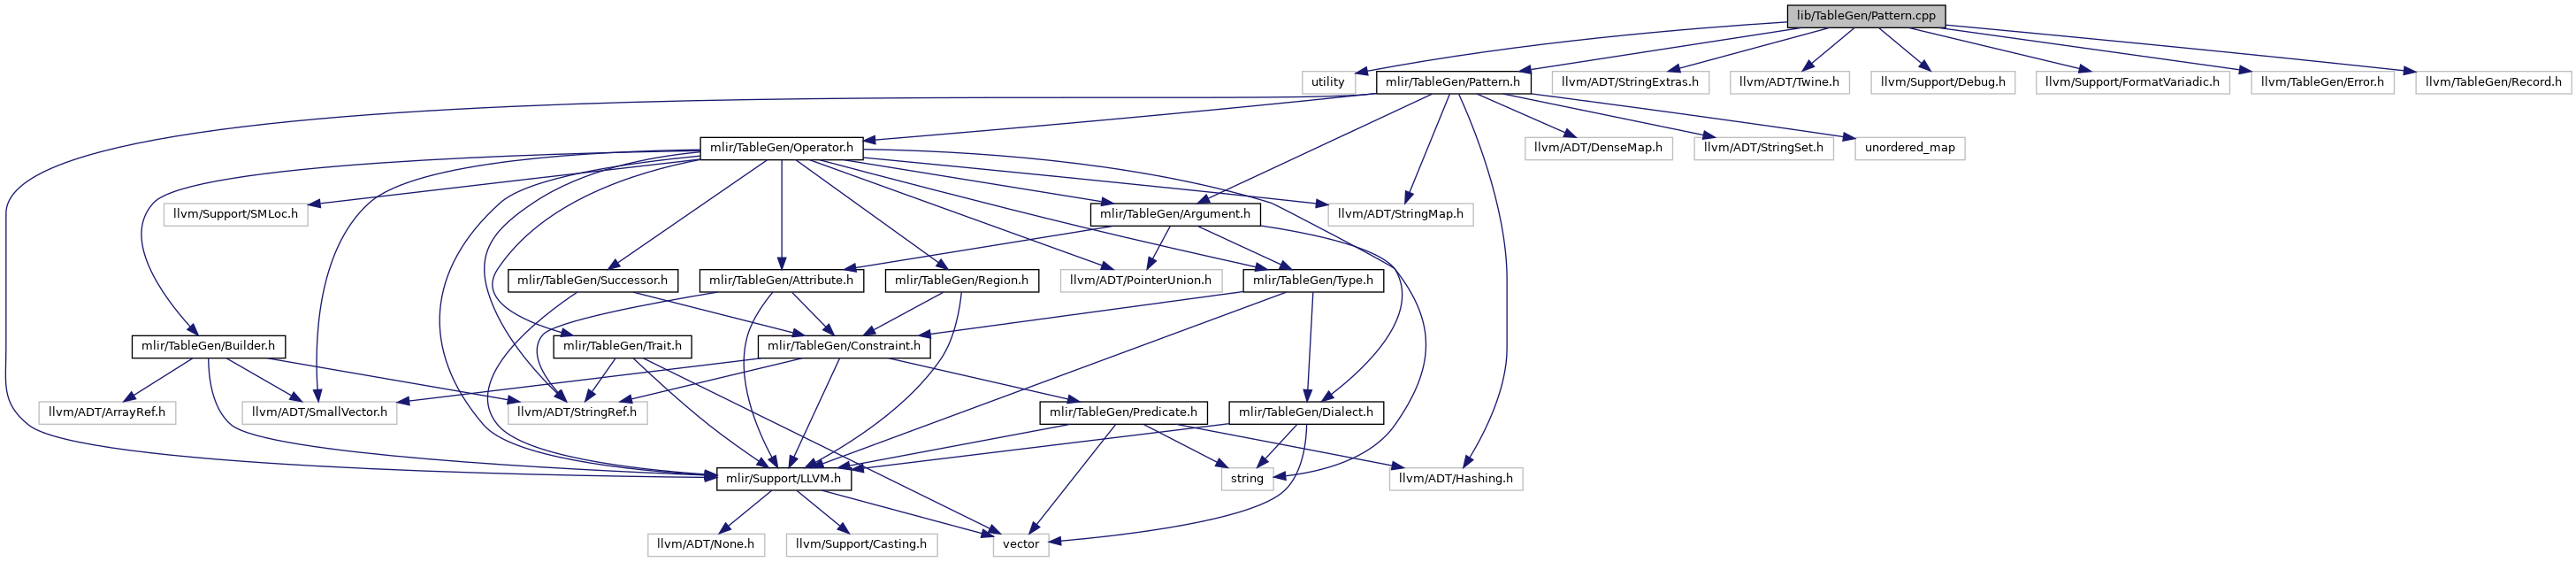 lib/TableGen/Pattern.cpp
utility
mlir/TableGen/Pattern.h
llvm/ADT/StringExtras.h
llvm/ADT/Twine.h
llvm/Support/Debug.h
llvm/Support/FormatVariadic.h
llvm/TableGen/Error.h
llvm/TableGen/Record.h
mlir/TableGen/Operator.h
llvm/ADT/DenseMap.h
llvm/ADT/StringSet.h
unordered_map
llvm/Support/SMLoc.h
mlir/TableGen/Argument.h
llvm/ADT/StringMap.h
mlir/TableGen/Successor.h
mlir/TableGen/Attribute.h
mlir/TableGen/Region.h
llvm/ADT/PointerUnion.h
mlir/TableGen/Type.h
mlir/TableGen/Builder.h
mlir/TableGen/Trait.h
mlir/TableGen/Constraint.h
llvm/ADT/ArrayRef.h
llvm/ADT/SmallVector.h
llvm/ADT/StringRef.h
mlir/TableGen/Predicate.h
mlir/TableGen/Dialect.h
mlir/Support/LLVM.h
string
llvm/ADT/Hashing.h
llvm/ADT/None.h
llvm/Support/Casting.h
vector